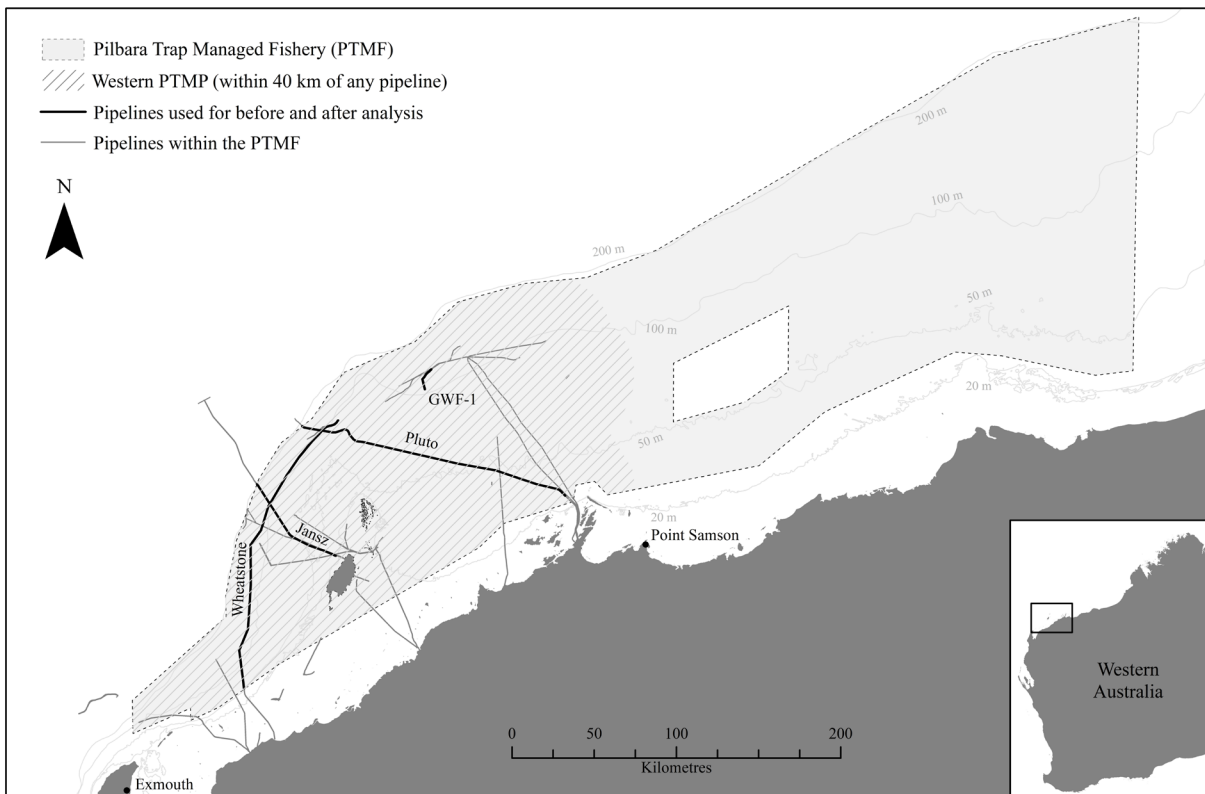 Pilbara Trap Managed Fishery (PTMF)
Western PTMP (within 40 km of any pipeline)
Pipelines used for before and after analysis
Pipelines within the PTMF
N
200 m
100 m
200 m
50 m
100 m
20 m
GWF-1
Pluto
50 m
20 m
Jansz
Point Samson
Wheatstone
Western
Australia
0 50 100 200
Kilometres
Exmouth